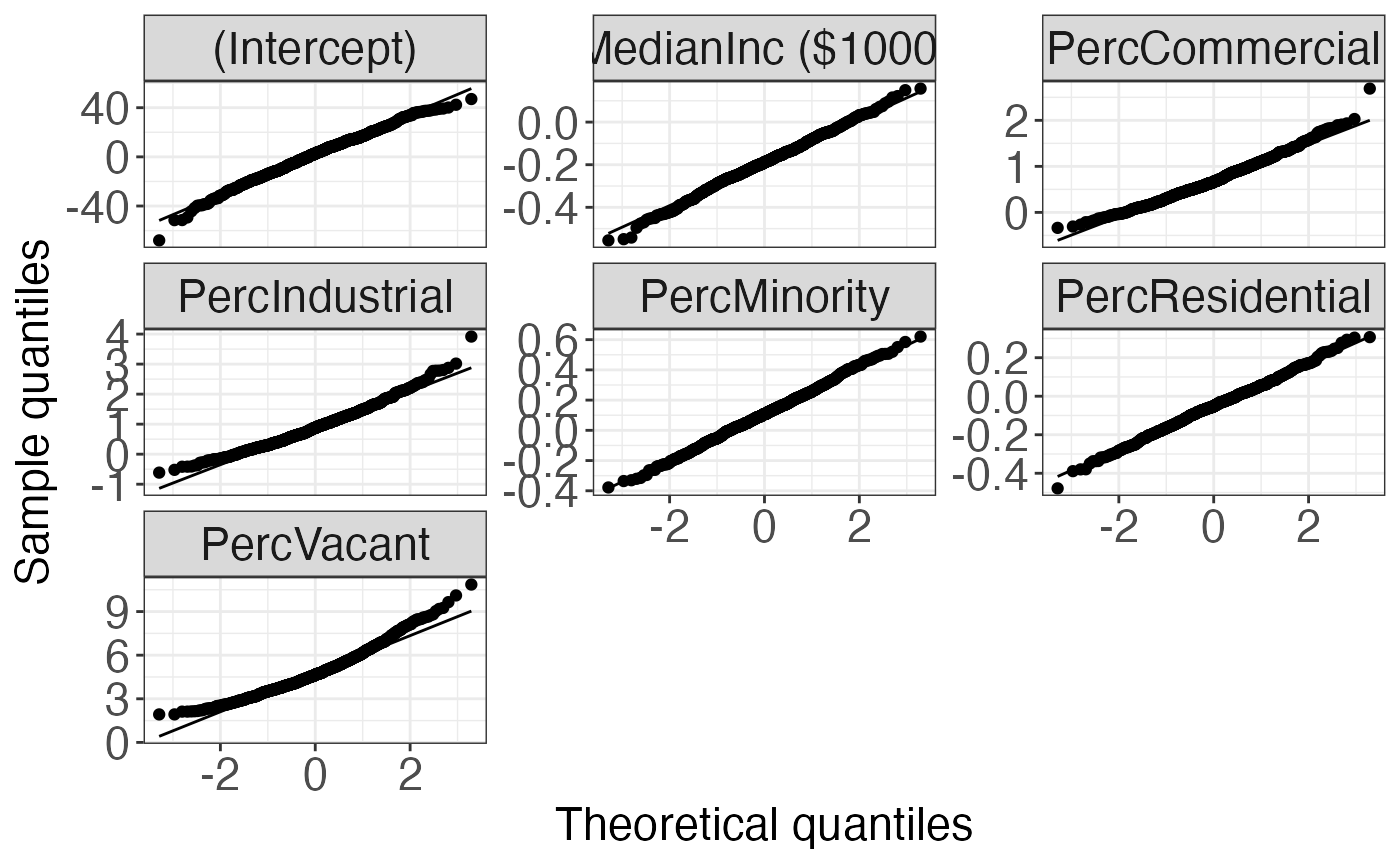 (Intercept)
MedianInc ($1000
PercCommercial
40
0
-40
0.0
-0.2
-0.4
2
1
0
PercIndustrial
PercMinority
PercResidential
4
3
2
1
0
-1
0.6
0.4
0.2
0.0
-0.2
-0.4
0.2
0.0
-0.2
-0.4
-2 0 2
-2 0 2
PercVacant
9
6
3
0
-2 0 2
Sample quantiles
Theoretical quantiles